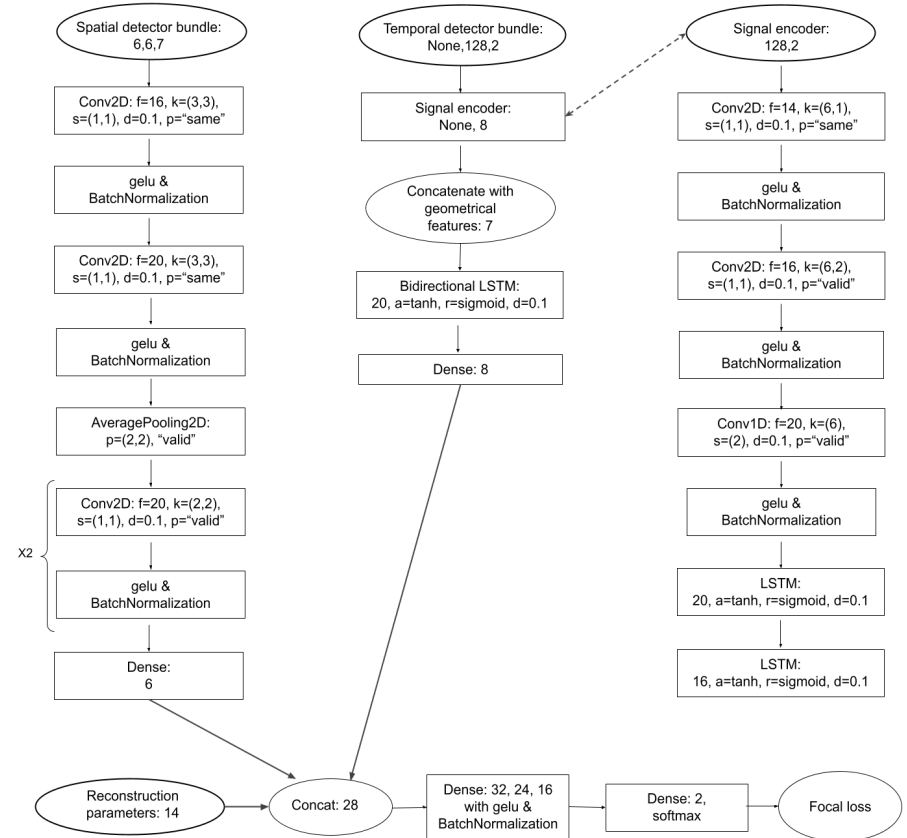 Spatial detector bundle:
6,6,7
Conv2D: f=16, k=(3,3),
s=(1,1), d=0.1, p=“same”
gelu &
BatchNormalization
Conv2D: f=20, k=(3,3),
s=(1,1), d=0.1, p=“same”
gelu &
BatchNormalization
AveragePooling2D:
p=(2,2), “valid”
X2
Conv2D: f=20, k=(2,2),
s=(1,1), d=0.1, p=“valid”
gelu &
BatchNormalization
Dense:
6
Temporal detector bundle:
None,128,2
Signal encoder:
None, 8
Concatenate with
geometrical
features: 7
Bidirectional LSTM:
20, a=tanh, r=sigmoid, d=0.1
Dense: 8
Signal encoder:
128,2
Conv2D: f=14, k=(6,1),
s=(1,1), d=0.1, p=“same”
gelu &
BatchNormalization
Conv2D: f=16, k=(6,2),
s=(1,1), d=0.1, p=“valid”
gelu &
BatchNormalization
Conv1D: f=20, k=(6),
s=(2), d=0.1, p=“valid”
gelu &
BatchNormalization
LSTM:
20, a=tanh, r=sigmoid, d=0.1
LSTM:
16, a=tanh, r=sigmoid, d=0.1
Reconstruction
parameters: 14
Concat: 28
Dense: 32, 24, 16
with gelu &
BatchNormalization
Dense: 2,
softmax
Focal loss